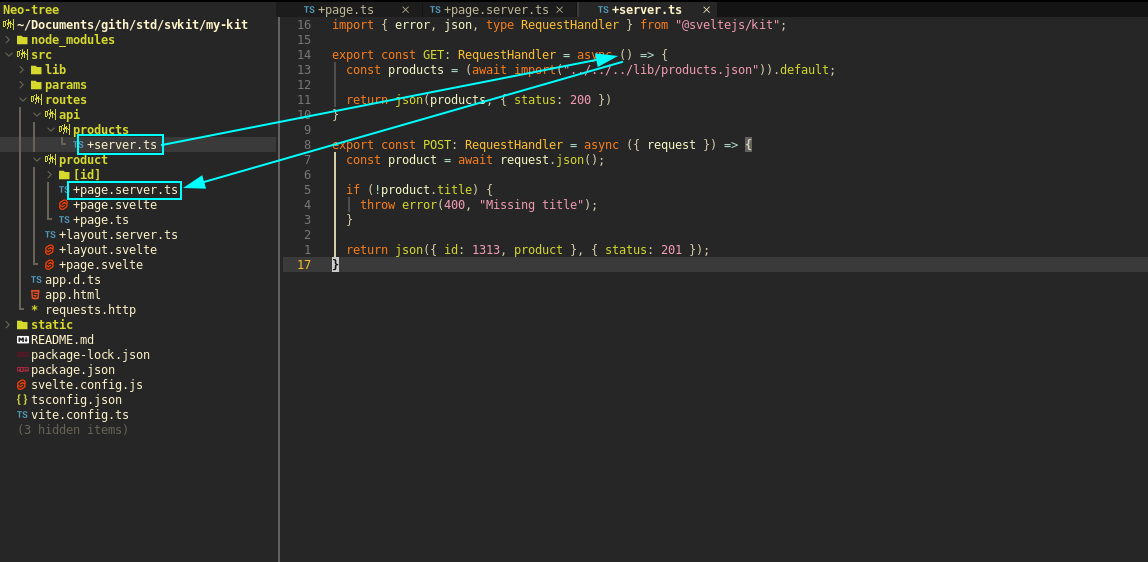 Neo-tree
~/Documents/gith/std/svkit/my-kit
node_modules
src
lib
params
routes
api
products
TS +server.ts
product
[id]
TS +page.server.ts
+page.svelte
TS +page.ts
TS +layout.server.ts
+layout.svelte
+page.svelte
TS app.d.ts
app.html
* requests.http
static
README.md
package-lock.json
package.json
svelte.config.js
{} tsconfig.json
TS vite.config.ts
(3 hidden items)
TS +page.ts × TS +page.server.ts × TS +server.ts ×
16 import { error, json, type RequestHandler } from "@sveltejs/kit";
15
14 export const GET: RequestHandler = async () => {
13 const products = (await import("../../../lib/products.json")).default;
12
11 return json(products, { status: 200 })
10 }
9
8 export const POST: RequestHandler = async ({ request }) => {
7 const product = await request.json();
6
5 if (!product.title) {
4 throw error(400, "Missing title");
3 }
2
1 return json({ id: 1313, product }, { status: 201 });
17 }